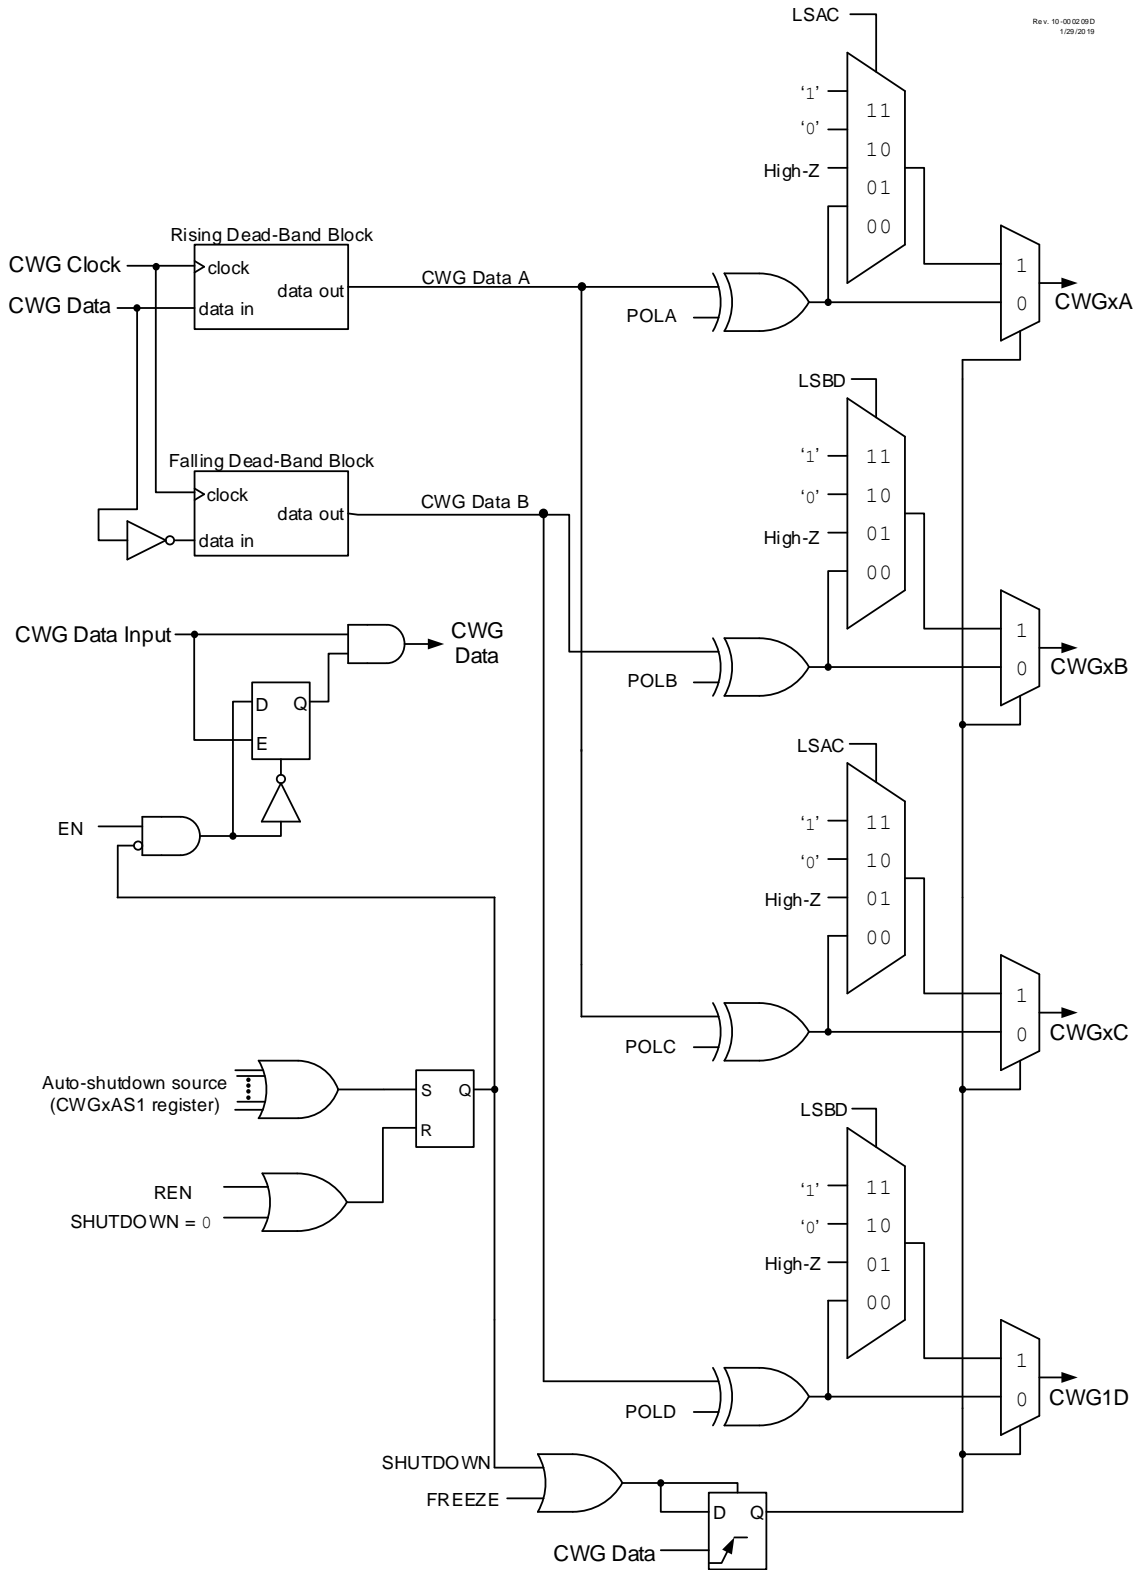 LSAC
Rev. 10-000209D
1/29/2019
‘1’
11
‘0’
10
High-Z
01
00
Rising Dead-Band Block
CWG Clock
clock
CWG Data A
data out
1
CWG Data
data in
POLA
0
CWGxA
LSBD
Falling Dead-Band Block
‘1’
11
clock
CWG Data B
‘0’
10
data out
High-Z
01
data in
00
CWG Data Input
CWG
Data
1
POLB
0
CWGxB
D
Q
E
LSAC
EN
‘1’
11
‘0’
10
High-Z
01
00
1
POLC
0
CWGxC
Auto-shutdown source
(CWGxAS1 register)
S
Q
R
LSBD
REN
SHUTDOWN = 0
‘1’
11
‘0’
10
High-Z
01
00
1
POLD
0
CWG1D
SHUTDOWN
FREEZE
D
Q
CWG Data